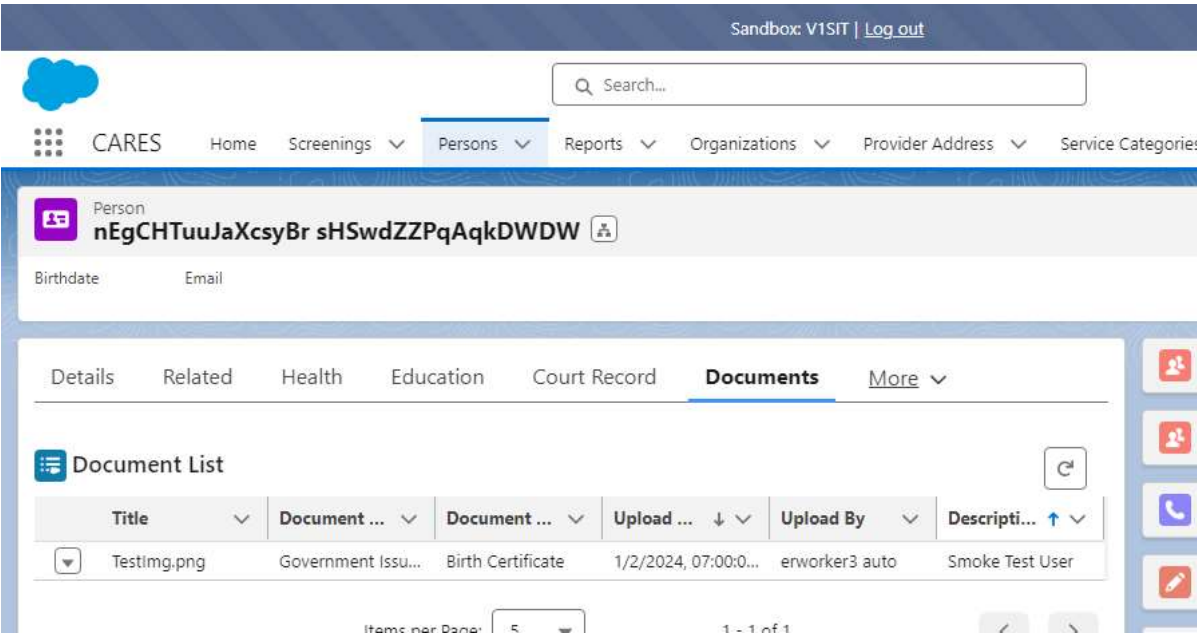 Sandbox: V1SIT | Log out
Search...
CARES Home Screenings Persons Reports Organizations Provider Address Service Categories
Person
nEgCHTuuJaXcsyBr sHSwdZZPqAqkDWDW
Birthdate Email
Details Related Health Education Court Record Documents More
Document List
Title Document ... Document ... Upload ... Upload By Descripti...
TestImg.png Government Issu... Birth Certificate 1/2/2024, 07:00:0... erworker3 auto Smoke Test User
Items per Page: 5 1 - 1 of 1